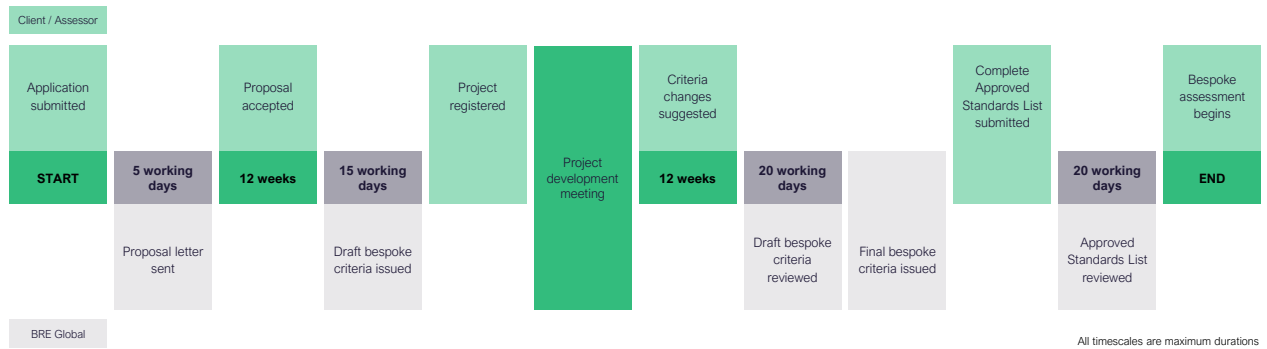 Client / Assessor
Application
submitted
START
5 working
days
Proposal letter
sent
Proposal
accepted
12 weeks
15 working
days
Draft bespoke
criteria issued
Project
registered
Project
development
meeting
Criteria
changes
suggested
12 weeks
20 working
days
Draft bespoke
criteria
reviewed
Final bespoke
criteria issued
Complete
Approved
Standards List
submitted
20 working
days
Approved
Standards List
reviewed
Bespoke
assessment
begins
END
BRE Global
All timescales are maximum durations